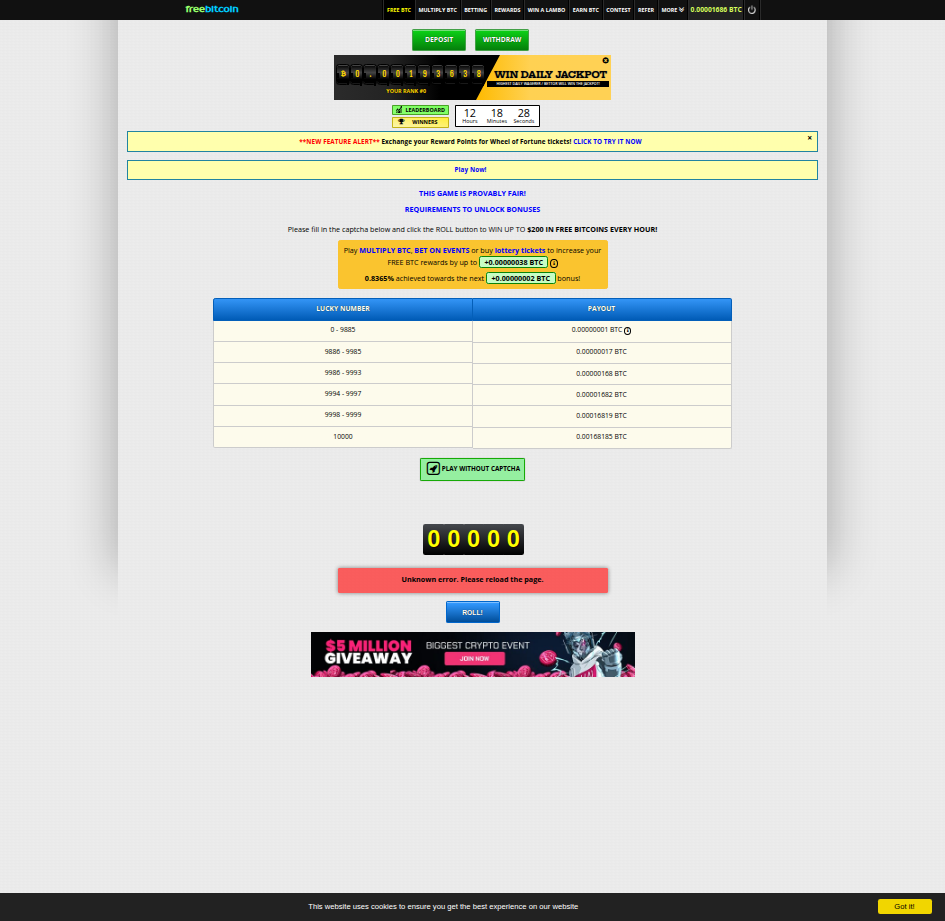 freebitcoin
FREE BTC MULTIPLY BTC BETTING REWARDS WIN A LAMBO EARN BTC CONTEST REFER MORE 0.00001686 BTC
DEPOSIT WITHDRAW
0.00193638
WIN DAILY JACKPOT
HIGHEST DAILY WAGERER / BETTOR WILL WIN THE JACKPOT!
YOUR RANK #0
LEADERBOARD
WINNERS
12 18 28
Hours Minutes Seconds
**NEW FEATURE ALERT** Exchange your Reward Points for Wheel of Fortune tickets! CLICK TO TRY IT NOW
Play Now!
THIS GAME IS PROVABLY FAIR!
REQUIREMENTS TO UNLOCK BONUSES
Please fill in the captcha below and click the ROLL button to WIN UP TO $200 IN FREE BITCOINS EVERY HOUR!
Play MULTIPLY BTC, BET ON EVENTS or buy lottery tickets to increase your
FREE BTC rewards by up to +0.00000038 BTC
0.8365% achieved towards the next +0.00000002 BTC bonus!
LUCKY NUMBER PAYOUT
0 - 9885 0.00000001 BTC
9886 - 9985 0.00000017 BTC
9986 - 9993 0.00000168 BTC
9994 - 9997 0.00001682 BTC
9998 - 9999 0.00016819 BTC
10000 0.00168185 BTC
PLAY WITHOUT CAPTCHA
0 0 0 0 0
Unknown error. Please reload the page.
ROLL!
$5 MILLION
GIVEAWAY
BIGGEST CRYPTO EVENT
JOIN NOW
This website uses cookies to ensure you get the best experience on our website
Got it!